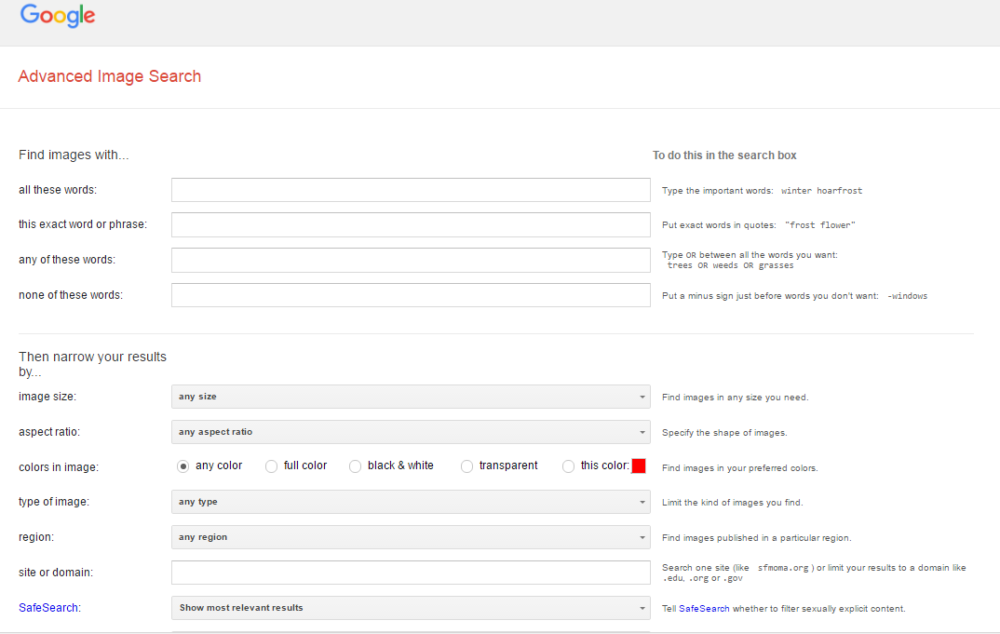 Google
Advanced Image Search
Find images with...
To do this in the search box
all these words:
Type the important words: winter hoarfrost
this exact word or phrase:
Put exact words in quotes: "frost flower"
any of these words:
Type OR between all the words you want:
trees OR weeds OR grasses
none of these words:
Put a minus sign just before words you don't want: -windows
Then narrow your results
by...
image size:
any size
Find images in any size you need.
aspect ratio:
any aspect ratio
Specify the shape of images.
colors in image:
any color full color black & white transparent this color:
Find images in your preferred colors.
type of image:
any type
Limit the kind of images you find.
region:
any region
Find images published in a particular region.
site or domain:
Search one site (like sfmoma.org ) or limit your results to a domain like
.edu, .org or .gov
SafeSearch:
Show most relevant results
Tell SafeSearch whether to filter sexually explicit content.